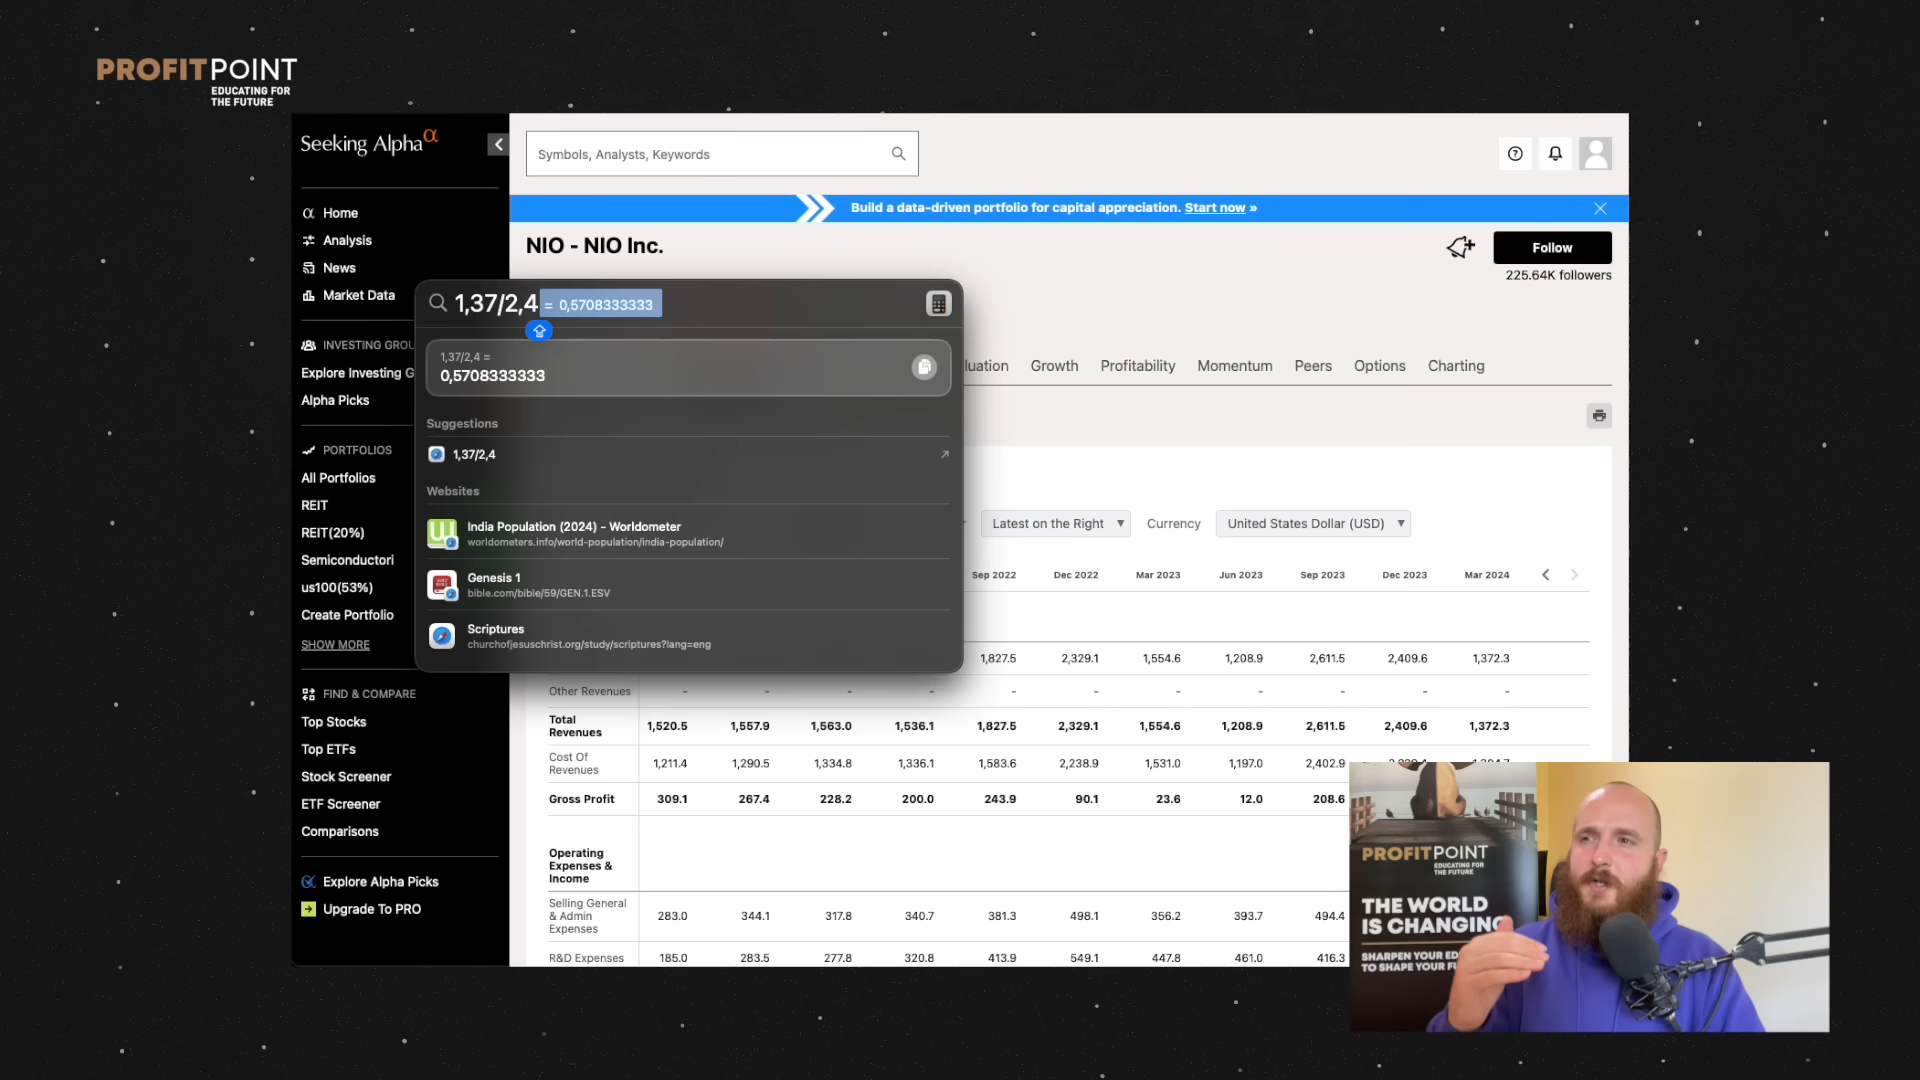 PROFITPOINT
EDUCATING FOR
THE FUTURE
Seeking Alpha α
Symbols, Analysts, Keywords
Build a data-driven portfolio for capital appreciation. Start now »
Home
Analysis
News
Market Data
INVESTING GROU
Explore Investing G
Alpha Picks
PORTFOLIOS
All Portfolios
REIT
REIT(20%)
Semiconductori
us100(53%)
Create Portfolio
SHOW MORE
FIND & COMPARE
Top Stocks
Top ETFs
Stock Screener
ETF Screener
Comparisons
Explore Alpha Picks
Upgrade To PRO
NIO - NIO Inc.
Follow
225.64K followers
1,37/2,4 = 0,5708333333
1,37/2,4 =
0,5708333333
Suggestions
1,37/2,4
Websites
India Population (2024) - Worldometer
worldometers.info/world-population/india-population/
Genesis 1
bible.com/bible/59/GEN.1.ESV
Scriptures
churchofjesuschrist.org/study/scriptures?lang=eng
luation Growth Profitability Momentum Peers Options Charting
Latest on the Right Currency United States Dollar (USD)
Sep 2022 Dec 2022 Mar 2023 Jun 2023 Sep 2023 Dec 2023 Mar 2024
1,827.5 2,329.1 1,554.6 1,208.9 2,611.5 2,409.6 1,372.3
Other Revenues - - - - - - - - - - -
Total
Revenues 1,520.5 1,557.9 1,563.0 1,536.1 1,827.5 2,329.1 1,554.6 1,208.9 2,611.5 2,409.6 1,372.3
Cost Of
Revenues 1,211.4 1,290.5 1,334.8 1,336.1 1,583.6 2,238.9 1,531.0 1,197.0 2,402.9
Gross Profit 309.1 267.4 228.2 200.0 243.9 90.1 23.6 12.0 208.6
Operating
Expenses &
Income
Selling General
& Admin
Expenses 283.0 344.1 317.8 340.7 381.3 498.1 356.2 393.7 494.4
R&D Expenses 185.0 283.5 277.8 320.8 413.9 549.1 447.8 461.0 416.3
PROFITPOINT
EDUCATING FOR
THE FUTURE
THE WORLD
IS CHANGING
SHARPEN YOUR ED
TO SHAPE YOUR FU